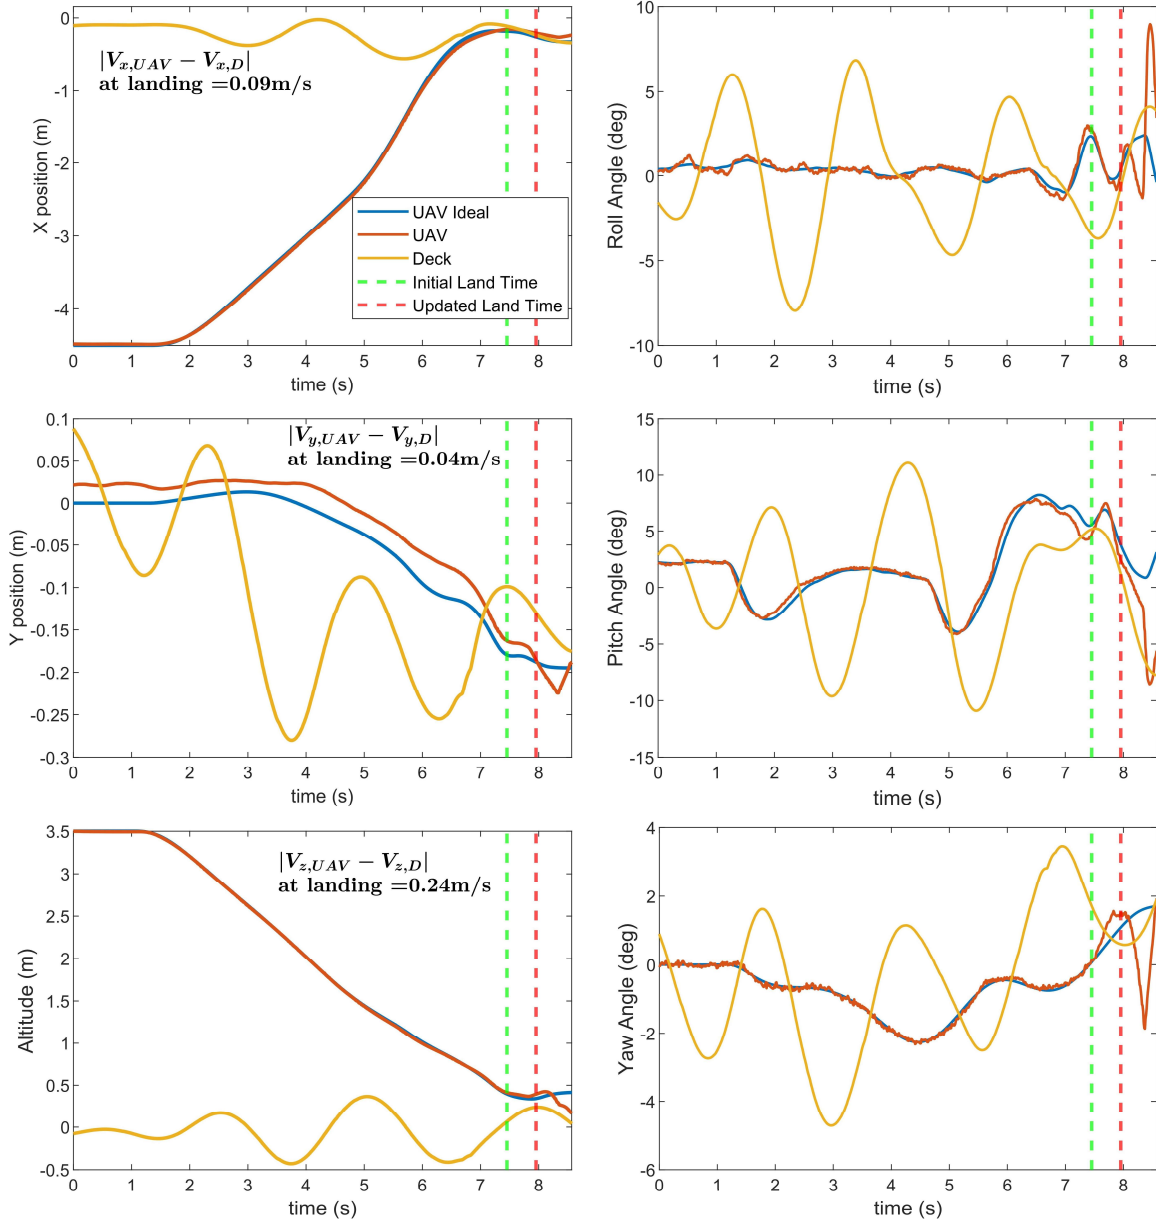 0
-1
-2
-3
-4
X position (m)
|V_{x,UAV} − V_{x,D}|
at landing =0.09m/s
UAV Ideal
UAV
Deck
Initial Land Time
Updated Land Time
0 1 2 3 4 5 6 7 8
time (s)
10
5
0
-5
-10
Roll Angle (deg)
0 1 2 3 4 5 6 7 8
time (s)
0.1
0.05
0
-0.05
-0.1
-0.15
-0.2
-0.25
-0.3
Y position (m)
|V_{y,UAV} − V_{y,D}|
at landing =0.04m/s
0 1 2 3 4 5 6 7 8
time (s)
15
10
5
0
-5
-10
-15
Pitch Angle (deg)
0 1 2 3 4 5 6 7 8
time (s)
3.5
3
2.5
2
1.5
1
0.5
0
-0.5
Altitude (m)
|V_{z,UAV} − V_{z,D}|
at landing =0.24m/s
0 1 2 3 4 5 6 7 8
time (s)
4
2
0
-2
-4
-6
Yaw Angle (deg)
0 1 2 3 4 5 6 7 8
time (s)